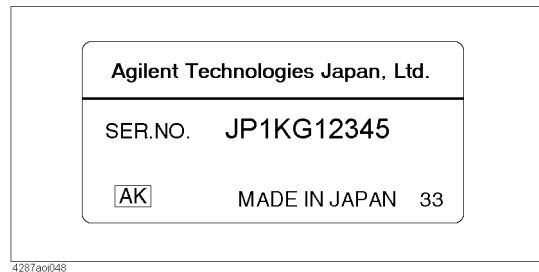 Agilent Technologies Japan, Ltd.
SER.NO. JP1KG12345
AK MADE IN JAPAN 33
4287aoi048